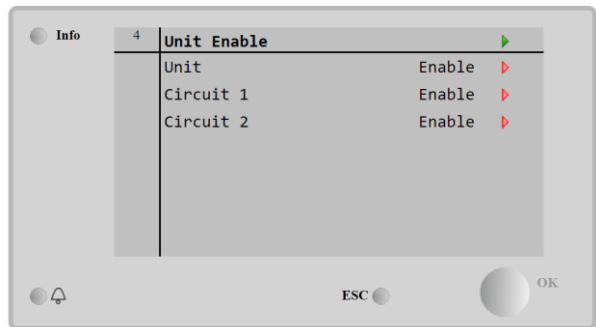 Info
4 Unit Enable
Unit Enable
Circuit 1 Enable
Circuit 2 Enable
ESC
OK